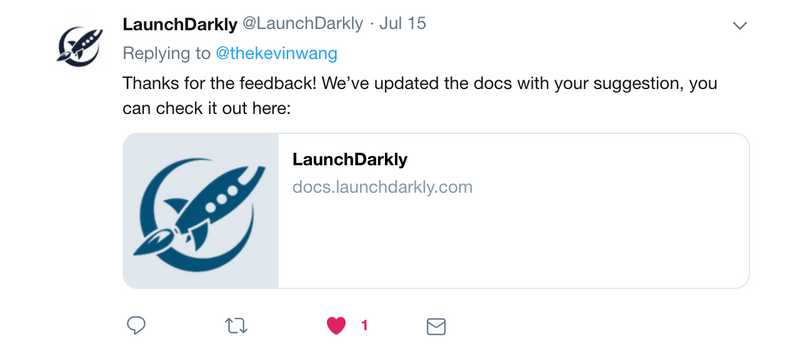 LaunchDarkly @LaunchDarkly · Jul 15
Replying to @thekevinwang
Thanks for the feedback! We’ve updated the docs with your suggestion, you
can check it out here:
LaunchDarkly
docs.launchdarkly.com
1